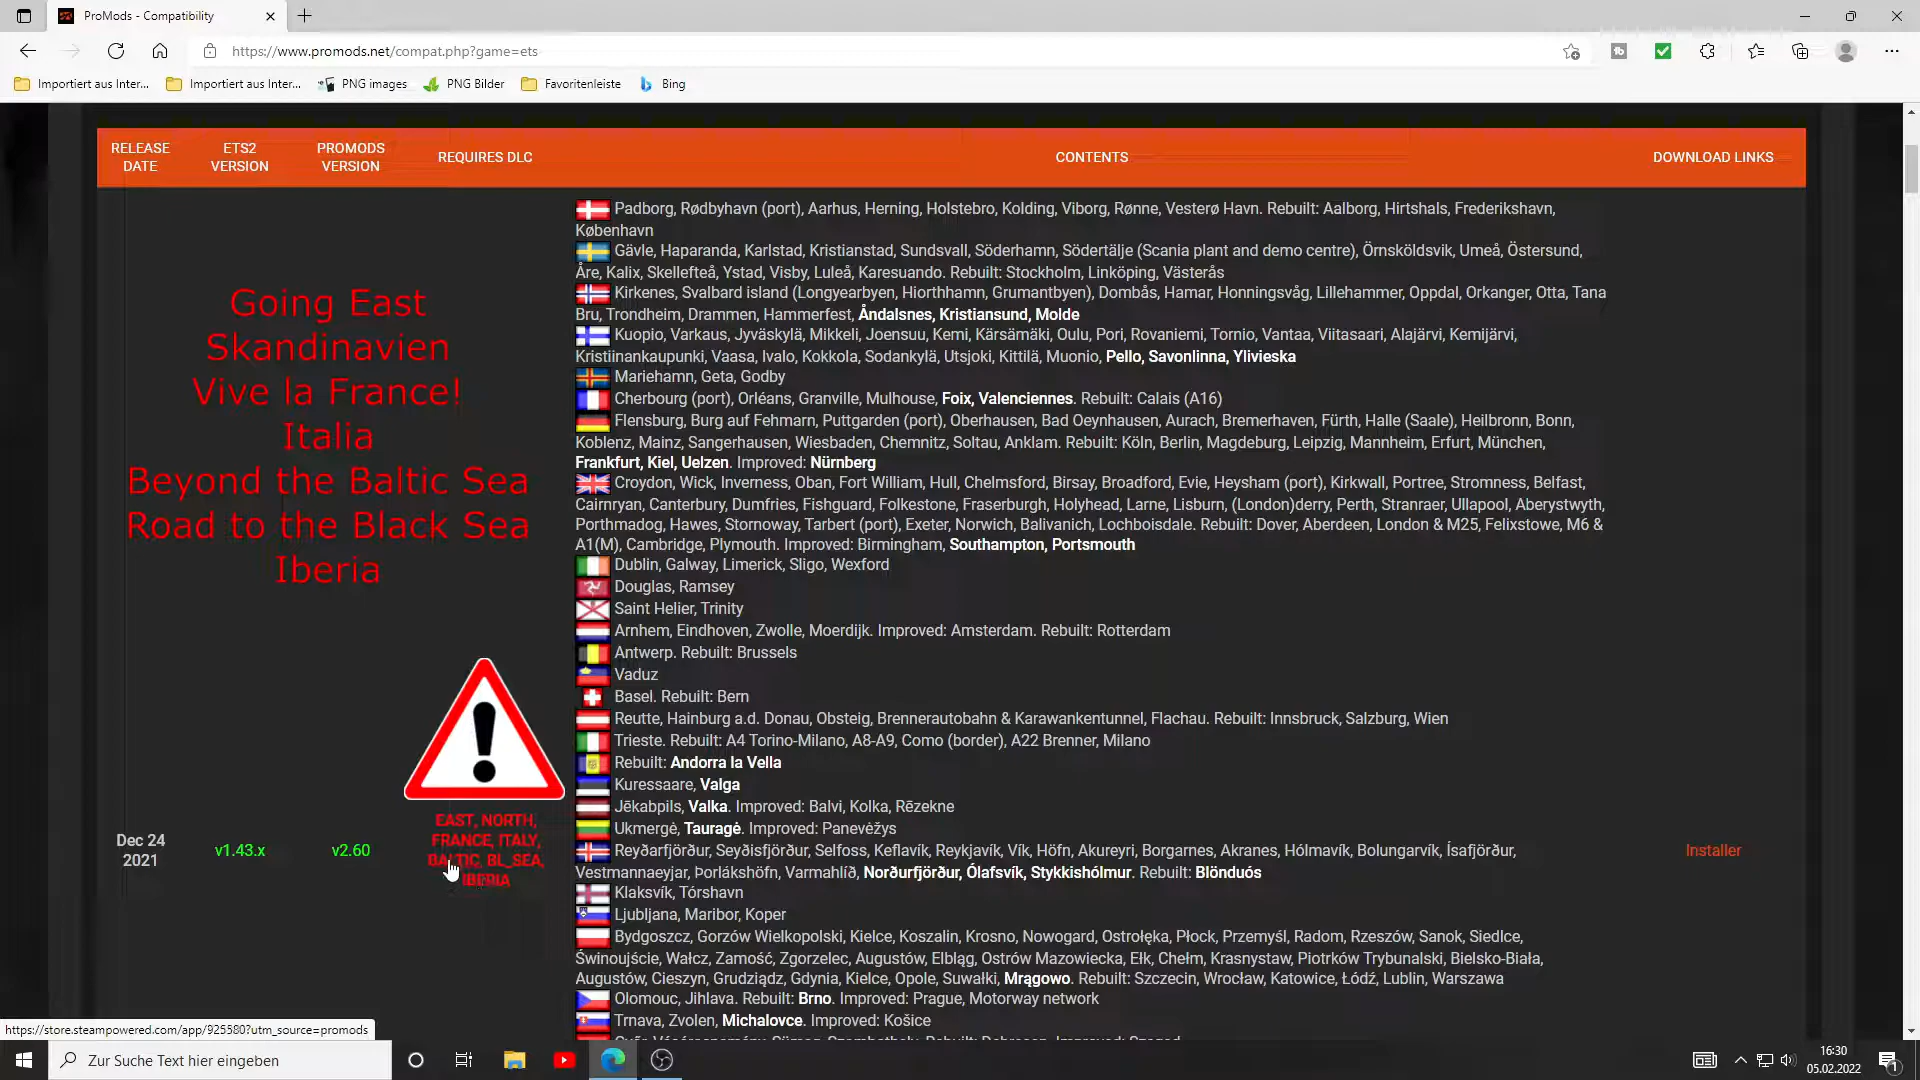 ProMods - Compatibility
https://www.promods.net/compat.php?game=ets
Importiert aus Inter...
Importiert aus Inter...
PNG images
PNG Bilder
Favoritenleiste
Bing
RELEASE DATE
ETS2 VERSION
PROMODS VERSION
REQUIRES DLC
CONTENTS
DOWNLOAD LINKS
Going East
Skandinavien
Vive la France!
Italia
Beyond the Baltic Sea
Road to the Black Sea
Iberia
Dec 24
2021
v1.43.x
v2.60
EAST, NORTH,
FRANCE, ITALY,
BALTIC, BL_SEA,
IBERIA
Padborg, Rødbyhavn (port), Aarhus, Herning, Holstebro, Kolding, Viborg, Rønne, Vesterø Havn. Rebuilt: Aalborg, Hirtshals, Frederikshavn,
København
Gävle, Haparanda, Karlstad, Kristianstad, Sundsvall, Söderhamn, Södertälje (Scania plant and demo centre), Örnsköldsvik, Umeå, Östersund,
Åre, Kalix, Skellefteå, Ystad, Visby, Luleå, Karesuando. Rebuilt: Stockholm, Linköping, Västerås
Kirkenes, Svalbard island (Longyearbyen, Hiorthhamn, Grumantbyen), Dombås, Hamar, Honningsvåg, Lillehammer, Oppdal, Orkanger, Otta, Tana
Bru, Trondheim, Drammen, Hammerfest, Åndalsnes, Kristiansund, Molde
Kuopio, Varkaus, Jyväskylä, Mikkeli, Joensuu, Kemi, Kärsämäki, Oulu, Pori, Rovaniemi, Tornio, Vantaa, Viitasaari, Alajärvi, Kemijärvi,
Kristiinankaupunki, Vaasa, Ivalo, Kokkola, Sodankylä, Utsjoki, Kittilä, Muonio, Pello, Savonlinna, Ylivieska
Mariehamn, Geta, Godby
Cherbourg (port), Orléans, Granville, Mulhouse, Foix, Valenciennes. Rebuilt: Calais (A16)
Flensburg, Burg auf Fehmarn, Puttgarden (port), Oberhausen, Bad Oeynhausen, Aurach, Bremerhaven, Fürth, Halle (Saale), Heilbronn, Bonn,
Koblenz, Mainz, Sangerhausen, Wiesbaden, Chemnitz, Soltau, Anklam. Rebuilt: Köln, Berlin, Magdeburg, Leipzig, Mannheim, Erfurt, München,
Frankfurt, Kiel, Uelzen. Improved: Nürnberg
Croydon, Wick, Inverness, Oban, Fort William, Hull, Chelmsford, Birsay, Broadford, Evie, Heysham (port), Kirkwall, Portree, Stromness, Belfast,
Cairnryan, Canterbury, Dumfries, Fishguard, Folkestone, Fraserburgh, Holyhead, Larne, Lisburn, (London)derry, Perth, Stranraer, Ullapool, Aberystwyth,
Porthmadog, Hawes, Stornoway, Tarbert (port), Exeter, Norwich, Balivanich, Lochboisdale. Rebuilt: Dover, Aberdeen, London & M25, Felixstowe, M6 &
A1(M), Cambridge, Plymouth. Improved: Birmingham, Southampton, Portsmouth
Dublin, Galway, Limerick, Sligo, Wexford
Douglas, Ramsey
Saint Helier, Trinity
Arnhem, Eindhoven, Zwolle, Moerdijk. Improved: Amsterdam. Rebuilt: Rotterdam
Antwerp. Rebuilt: Brussels
Vaduz
Basel. Rebuilt: Bern
Reutte, Hainburg a.d. Donau, Obsteig, Brennerautobahn & Karawankentunnel, Flachau. Rebuilt: Innsbruck, Salzburg, Wien
Trieste. Rebuilt: A4 Torino-Milano, A8-A9, Como (border), A22 Brenner, Milano
Rebuilt: Andorra la Vella
Kuressaare, Valga
Jēkabpils, Valka. Improved: Balvi, Kolka, Rēzekne
Ukmergė, Tauragė. Improved: Panevėžys
Reyðarfjörður, Seyðisfjörður, Selfoss, Keflavík, Reykjavík, Vík, Höfn, Akureyri, Borgarnes, Akranes, Hólmavík, Bolungarvík, Ísafjörður,
Vestmannaeyjar, Þorlákshöfn, Varmahlíð, Norðurfjörður, Ólafsvík, Stykkishólmur. Rebuilt: Blönduós
Klaksvík, Tórshavn
Ljubljana, Maribor, Koper
Bydgoszcz, Gorzów Wielkopolski, Kielce, Koszalin, Krosno, Nowogard, Ostrołęka, Płock, Przemyśl, Radom, Rzeszów, Sanok, Siedlce,
Świnoujście, Wałcz, Zamość, Zgorzelec, Augustów, Elbląg, Ostrów Mazowiecka, Ełk, Chełm, Krasnystaw, Piotrków Trybunalski, Bielsko-Biała,
Augustów, Cieszyn, Grudziądz, Gdynia, Kielce, Opole, Suwałki, Mrągowo. Rebuilt: Szczecin, Wrocław, Katowice, Łódź, Lublin, Warszawa
Olomouc, Jihlava. Rebuilt: Brno. Improved: Prague, Motorway network
Trnava, Zvolen, Michalovce. Improved: Košice
Installer
https://store.steampowered.com/app/925580?utm_source=promods
Zur Suche Text hier eingeben
16:30
05.02.2022
1